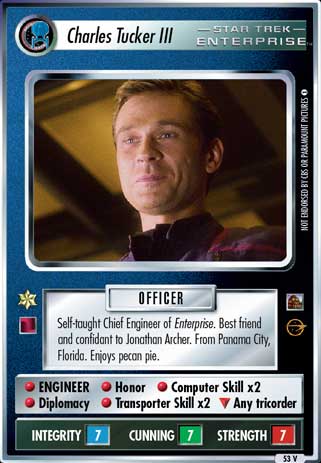 Charles Tucker III
STAR TREK
ENTERPRISE™
NOT ENDORSED BY CBS OR PARAMOUNT PICTURES
OFFICER
Self-taught Chief Engineer of Enterprise. Best friend
and confidant to Jonathan Archer. From Panama City,
Florida. Enjoys pecan pie.
ENGINEER Honor Computer Skill x2
Diplomacy Transporter Skill x2 Any tricorder
INTEGRITY 7 CUNNING 7 STRENGTH 7
53 V